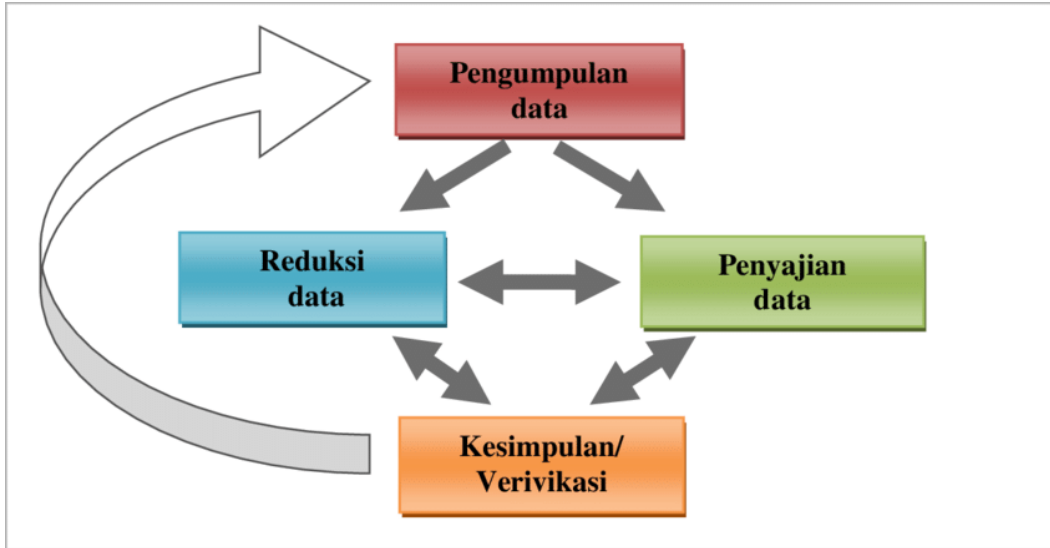 Pengumpulan
data
Reduksi
data
Penyajian
data
Kesimpulan/
Verivikasi